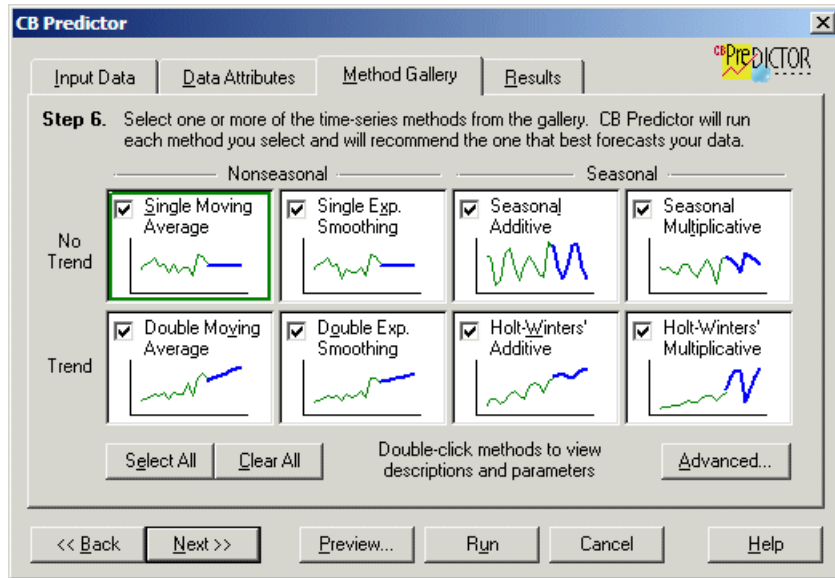 CB Predictor
CB PreDICTOR
Input Data
Data Attributes
Method Gallery
Results
Step 6. Select one or more of the time-series methods from the gallery. CB Predictor will run
each method you select and will recommend the one that best forecasts your data.
Nonseasonal
Seasonal
No
Trend
Single Moving
Average
Single Exp.
Smoothing
Seasonal
Additive
Seasonal
Multiplicative
Trend
Double Moving
Average
Double Exp.
Smoothing
Holt-Winters'
Additive
Holt-Winters'
Multiplicative
Select All
Clear All
Double-click methods to view
descriptions and parameters
Advanced...
<< Back
Next >>
Preview...
Run
Cancel
Help